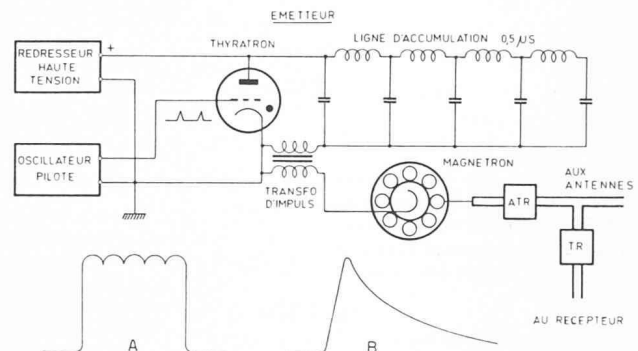 EMETTEUR
THYRATRON
LIGNE D'ACCUMULATION 0,5 µS
+
REDRESSEUR
HAUTE
TENSION
OSCILLATEUR
PILOTE
TRANSFO
D'IMPULS
MAGNETRON
AUX
ANTENNES
ATR
TR
AU RECEPTEUR
A
B